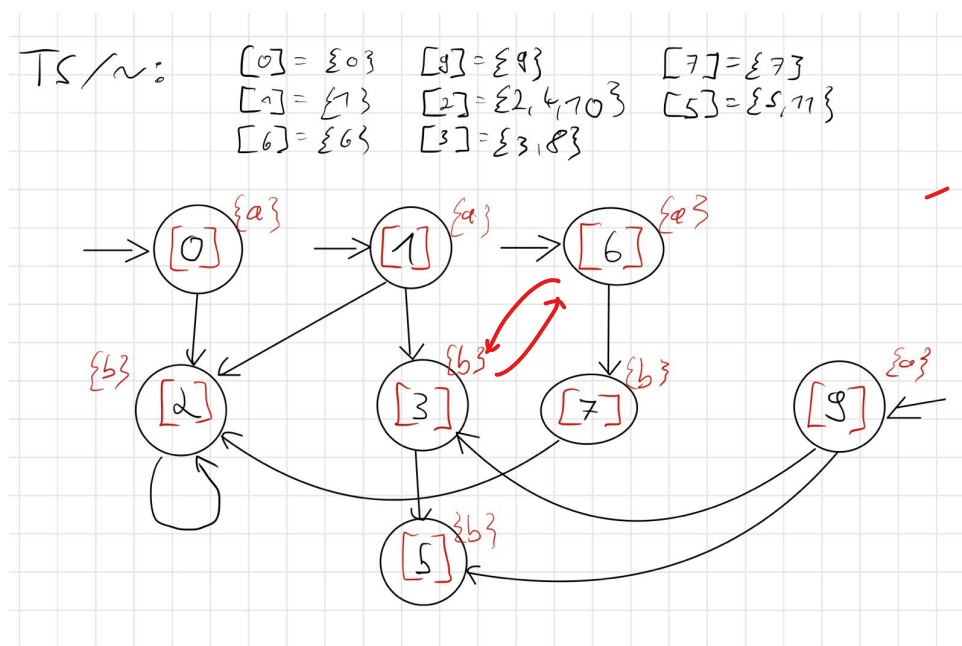 TS/~: [0] = {0} [9] = {9} [7] = {7}
[1] = {1} [2] = {2, 4, 10} [5] = {5, 11}
[6] = {6} [3] = {3, 8}
{a} {a} {a}
[0] [1] [6]
{b} {b} {b} {a}
[2] [3] [7] [9]
{b}
[5]